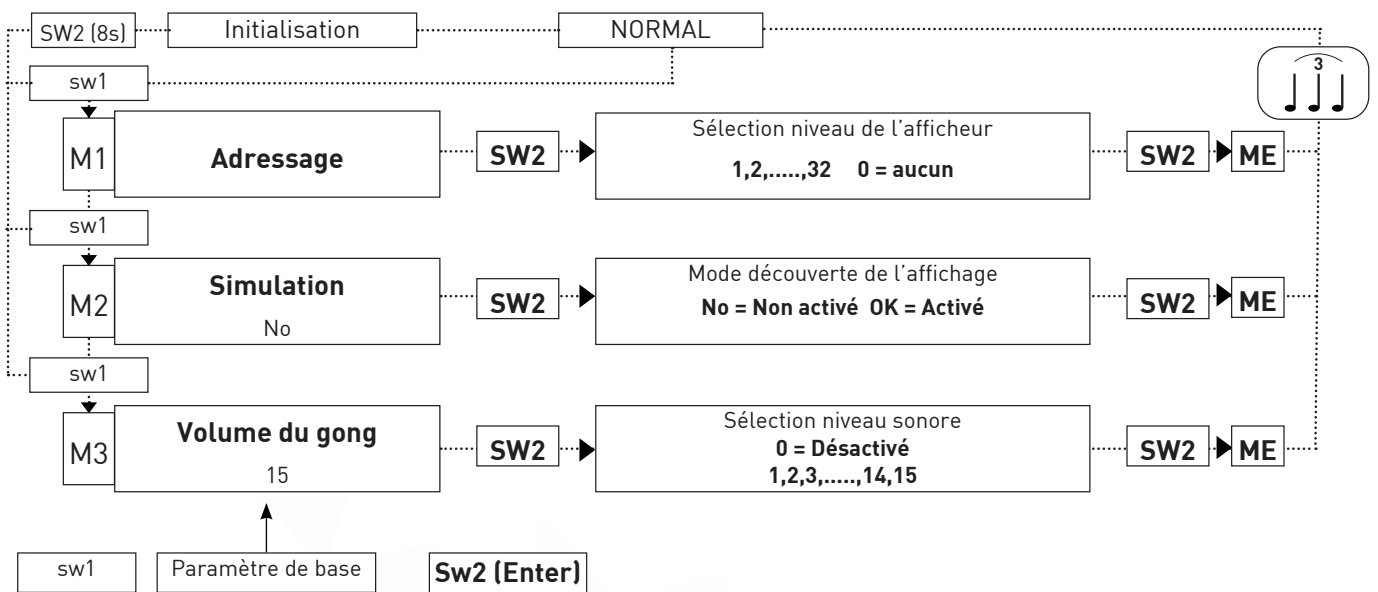 SW2 (8s)
Initialisation
NORMAL
3
sw1
M1
Adressage
SW2
Sélection niveau de l'afficheur
1,2,.....,32 0 = aucun
SW2
ME
sw1
M2
Simulation
No
SW2
Mode découverte de l'affichage
No = Non activé OK = Activé
SW2
ME
sw1
M3
Volume du gong
15
SW2
Sélection niveau sonore
0 = Désactivé
1,2,3,.....,14,15
SW2
ME
sw1
Paramètre de base
Sw2 (Enter)